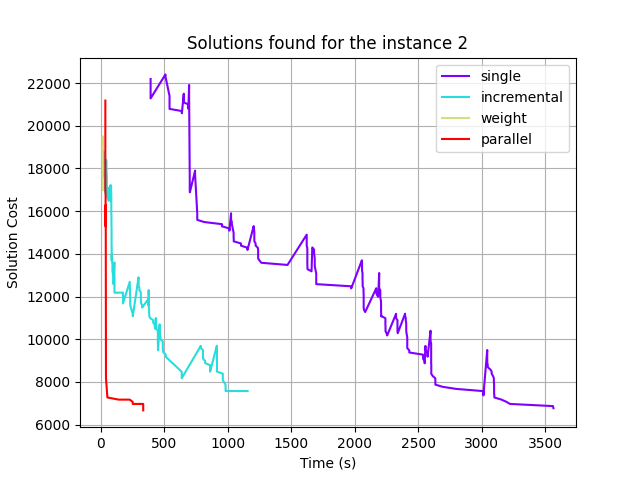 Solutions found for the instance 2
single
incremental
weight
parallel
22000
20000
18000
16000
14000
12000
10000
8000
6000
Solution Cost
0 500 1000 1500 2000 2500 3000 3500
Time (s)